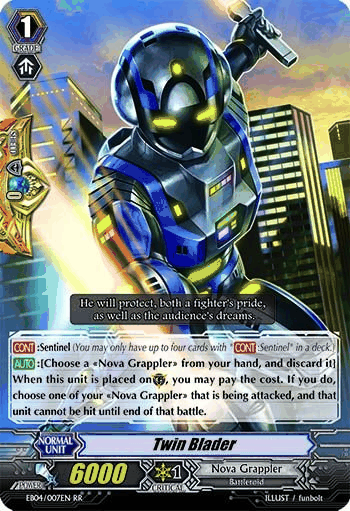 1
GRADE
SHIELD
0
He will protect, both a fighter's pride,
as well as the audience's dreams.
CONT :Sentinel (You may only have up to four cards with "CONT:Sentinel" in a deck.)
AUTO :[Choose a «Nova Grappler» from your hand, and discard it]
When this unit is placed on G, you may pay the cost. If you do,
choose one of your «Nova Grappler» that is being attacked, and that
unit cannot be hit until end of that battle.
NORMAL
UNIT
Twin Blader
POWER
6000
1
CRITICAL
Nova Grappler
Battleroid
EB04/007EN RR
ILLUST / funbolt